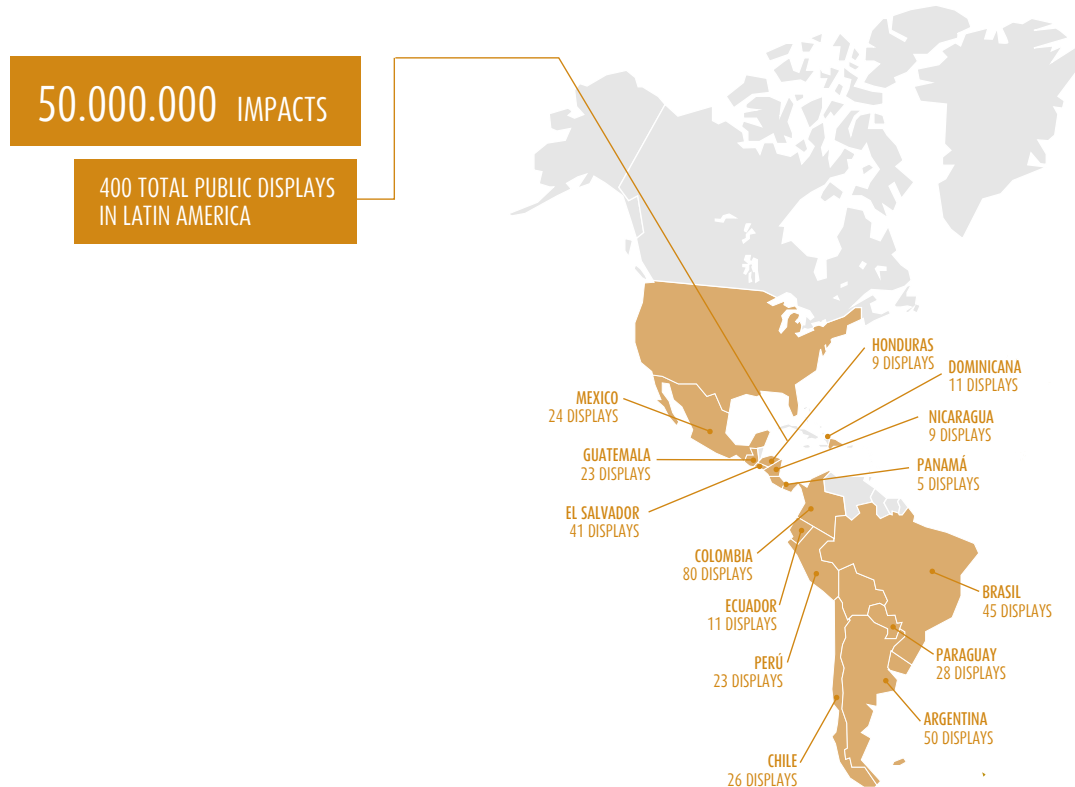 50.000.000 IMPACTS
400 TOTAL PUBLIC DISPLAYS
IN LATIN AMERICA
HONDURAS
9 DISPLAYS
DOMINICANA
11 DISPLAYS
MEXICO
24 DISPLAYS
NICARAGUA
9 DISPLAYS
GUATEMALA
23 DISPLAYS
PANAMÁ
5 DISPLAYS
EL SALVADOR
41 DISPLAYS
COLOMBIA
80 DISPLAYS
BRASIL
45 DISPLAYS
ECUADOR
11 DISPLAYS
PARAGUAY
28 DISPLAYS
PERÚ
23 DISPLAYS
ARGENTINA
50 DISPLAYS
CHILE
26 DISPLAYS